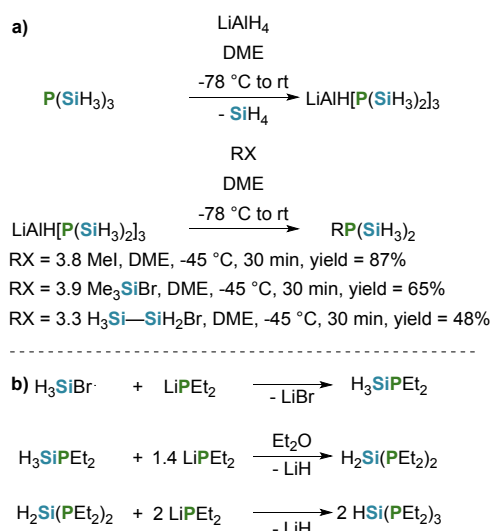 a)
LiAlH₄
DME
-78 °C to rt
P(SiH₃)₃ LiAlH[P(SiH₃)₂]₃
- SiH₄
RX
DME
-78 °C to rt
LiAlH[P(SiH₃)₂]₃ RP(SiH₃)₂
RX = 3.8 MeI, DME, -45 °C, 30 min, yield = 87%
RX = 3.9 Me₃SiBr, DME, -45 °C, 30 min, yield = 65%
RX = 3.3 H₃Si—SiH₂Br, DME, -45 °C, 30 min, yield = 48%
b) H₃SiBr· + LiPEt₂ H₃SiPEt₂
- LiBr
Et₂O
H₃SiPEt₂ + 1.4 LiPEt₂ H₂Si(PEt₂)₂
- LiH
H₂Si(PEt₂)₂ + 2 LiPEt₂ 2 HSi(PEt₂)₃
- LiH